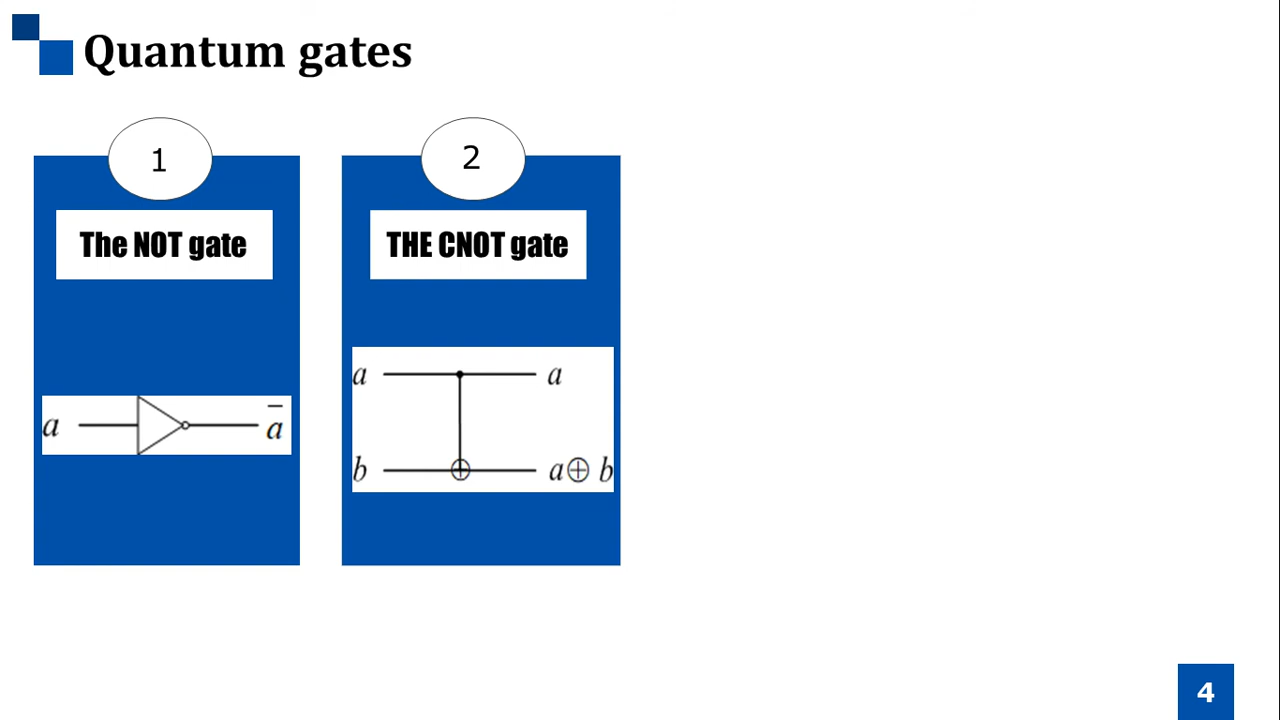 Quantum gates
1
The NOT gate
a
a̅
2
THE CNOT gate
a
a
b
a⊕ b
4